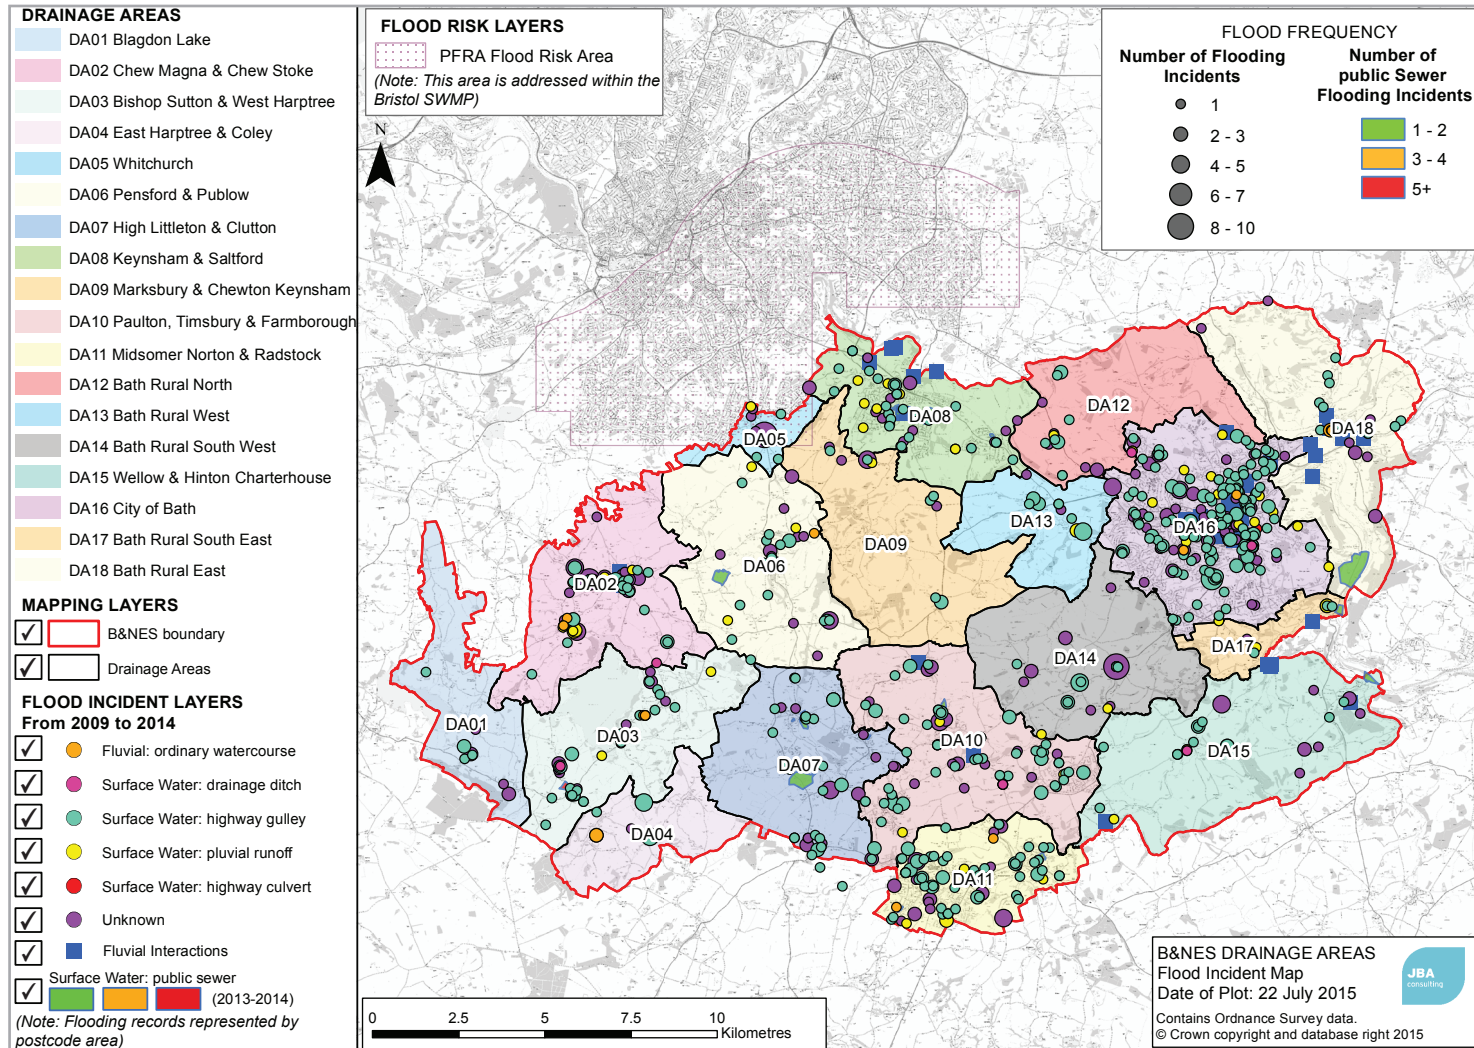 DRAINAGE AREAS
DA01 Blagdon Lake
DA02 Chew Magna & Chew Stoke
DA03 Bishop Sutton & West Harptree
DA04 East Harptree & Coley
DA05 Whitchurch
DA06 Pensford & Publow
DA07 High Littleton & Clutton
DA08 Keynsham & Saltford
DA09 Marksbury & Chewton Keynsham
DA10 Paulton, Timsbury & Farmborough
DA11 Midsomer Norton & Radstock
DA12 Bath Rural North
DA13 Bath Rural West
DA14 Bath Rural South West
DA15 Wellow & Hinton Charterhouse
DA16 City of Bath
DA17 Bath Rural South East
DA18 Bath Rural East
MAPPING LAYERS
B&NES boundary
Drainage Areas
FLOOD INCIDENT LAYERS
From 2009 to 2014
Fluvial: ordinary watercourse
Surface Water: drainage ditch
Surface Water: highway gulley
Surface Water: pluvial runoff
Surface Water: highway culvert
Unknown
Fluvial Interactions
Surface Water: public sewer
(2013-2014)
(Note: Flooding records represented by
postcode area)
FLOOD RISK LAYERS
PFRA Flood Risk Area
(Note: This area is addressed within the
Bristol SWMP)
N
FLOOD FREQUENCY
Number of Flooding
Incidents
1
2 - 3
4 - 5
6 - 7
8 - 10
Number of
public Sewer
Flooding Incidents
1 - 2
3 - 4
5+
DA12
DA08
DA18
DA05
DA13
DA16
DA09
DA06
DA02
DA17
DA14
DA01
DA03
DA10
DA15
DA07
DA04
DA11
0
2.5
5
7.5
10
Kilometres
B&NES DRAINAGE AREAS
Flood Incident Map
Date of Plot: 22 July 2015
Contains Ordnance Survey data.
© Crown copyright and database right 2015
JBA
consulting